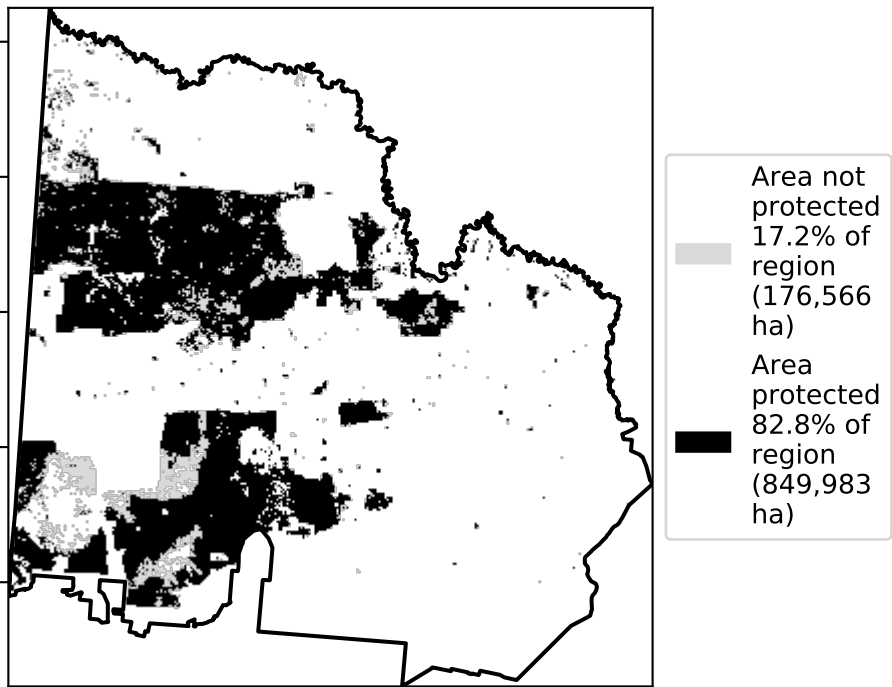 Area not
protected
17.2% of
region
(176,566
ha)
Area
protected
82.8% of
region
(849,983
ha)